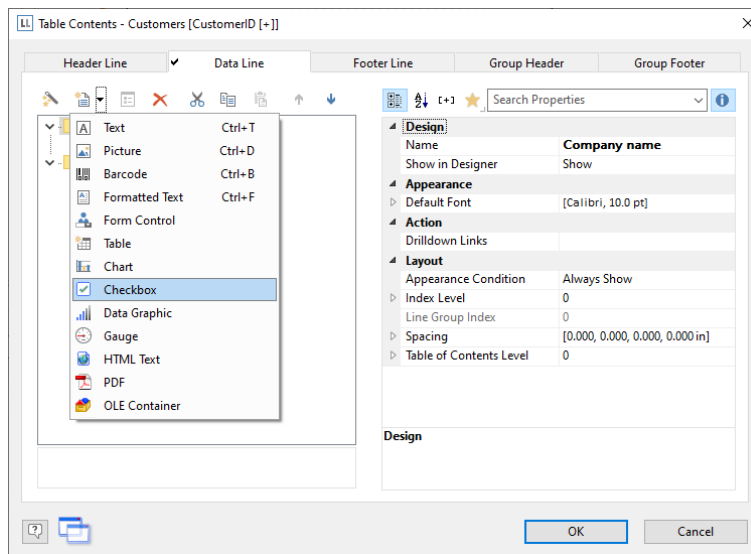 LL Table Contents - Customers [CustomerID [+]]
Header Line Data Line Footer Line Group Header Group Footer
[+] Search Properties
A Text Ctrl+T
Picture Ctrl+D
Barcode Ctrl+B
Formatted Text Ctrl+F
Form Control
Table
Chart
Checkbox
Data Graphic
Gauge
HTML Text
PDF
OLE Container
Design
Name Company name
Show in Designer Show
Appearance
Default Font [Calibri, 10.0 pt]
Action
Drilldown Links
Layout
Appearance Condition Always Show
Index Level 0
Line Group Index 0
Spacing [0.000, 0.000, 0.000, 0.000 in]
Table of Contents Level 0
Design
OK Cancel